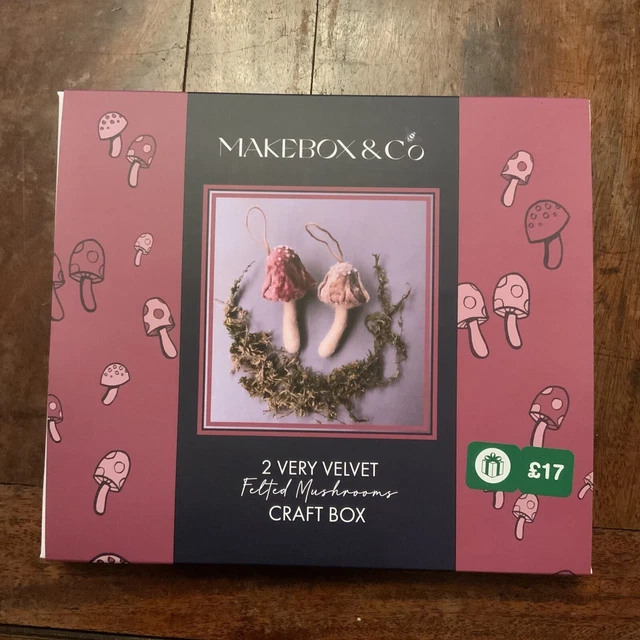 MAKEBOX & Co
2 VERY VELVET
Felted Mushrooms
CRAFT BOX
£17